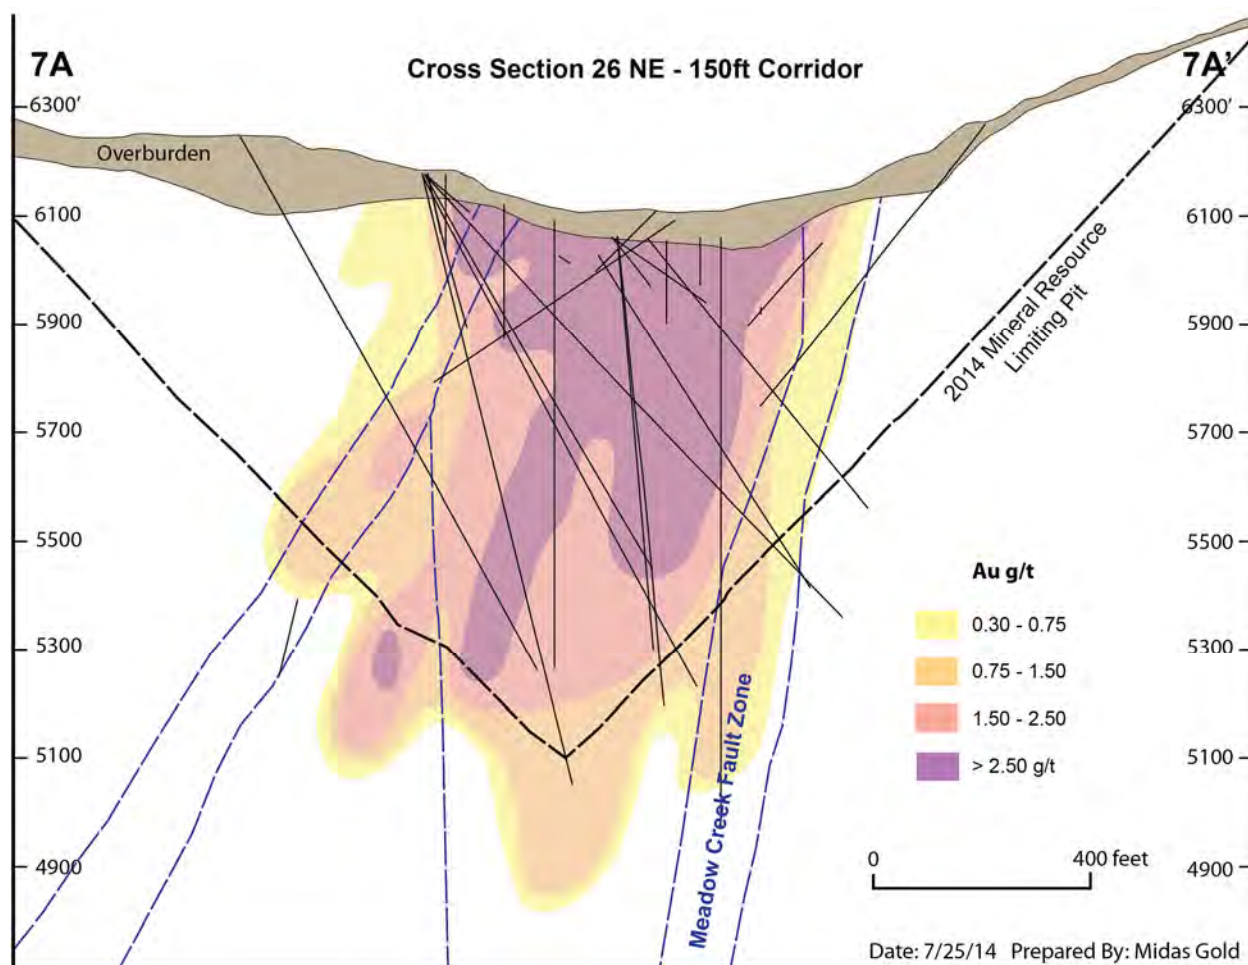 7A
Cross Section 26 NE - 150ft Corridor
7A'
6300'
6300'
Overburden
6100
6100
5900
5900
2014 Mineral Resource
Limiting Pit
5700
5700
5500
5500
Au g/t
0.30 - 0.75
5300
5300
0.75 - 1.50
1.50 - 2.50
5100
5100
> 2.50 g/t
Meadow Creek Fault Zone
4900
4900
0
400 feet
Date: 7/25/14 Prepared By: Midas Gold